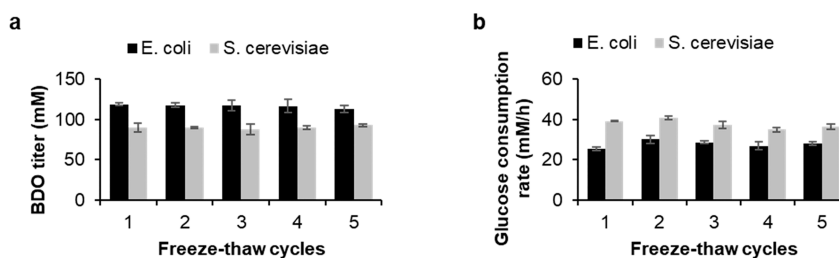 a
■ E. coli ■ S. cerevisiae
BDO titer (mM)
150
100
50
0
1 2 3 4 5
Freeze-thaw cycles
b
■ E. coli ■ S. cerevisiae
Glucose consumption
rate (mM/h)
60
40
20
0
1 2 3 4 5
Freeze-thaw cycles